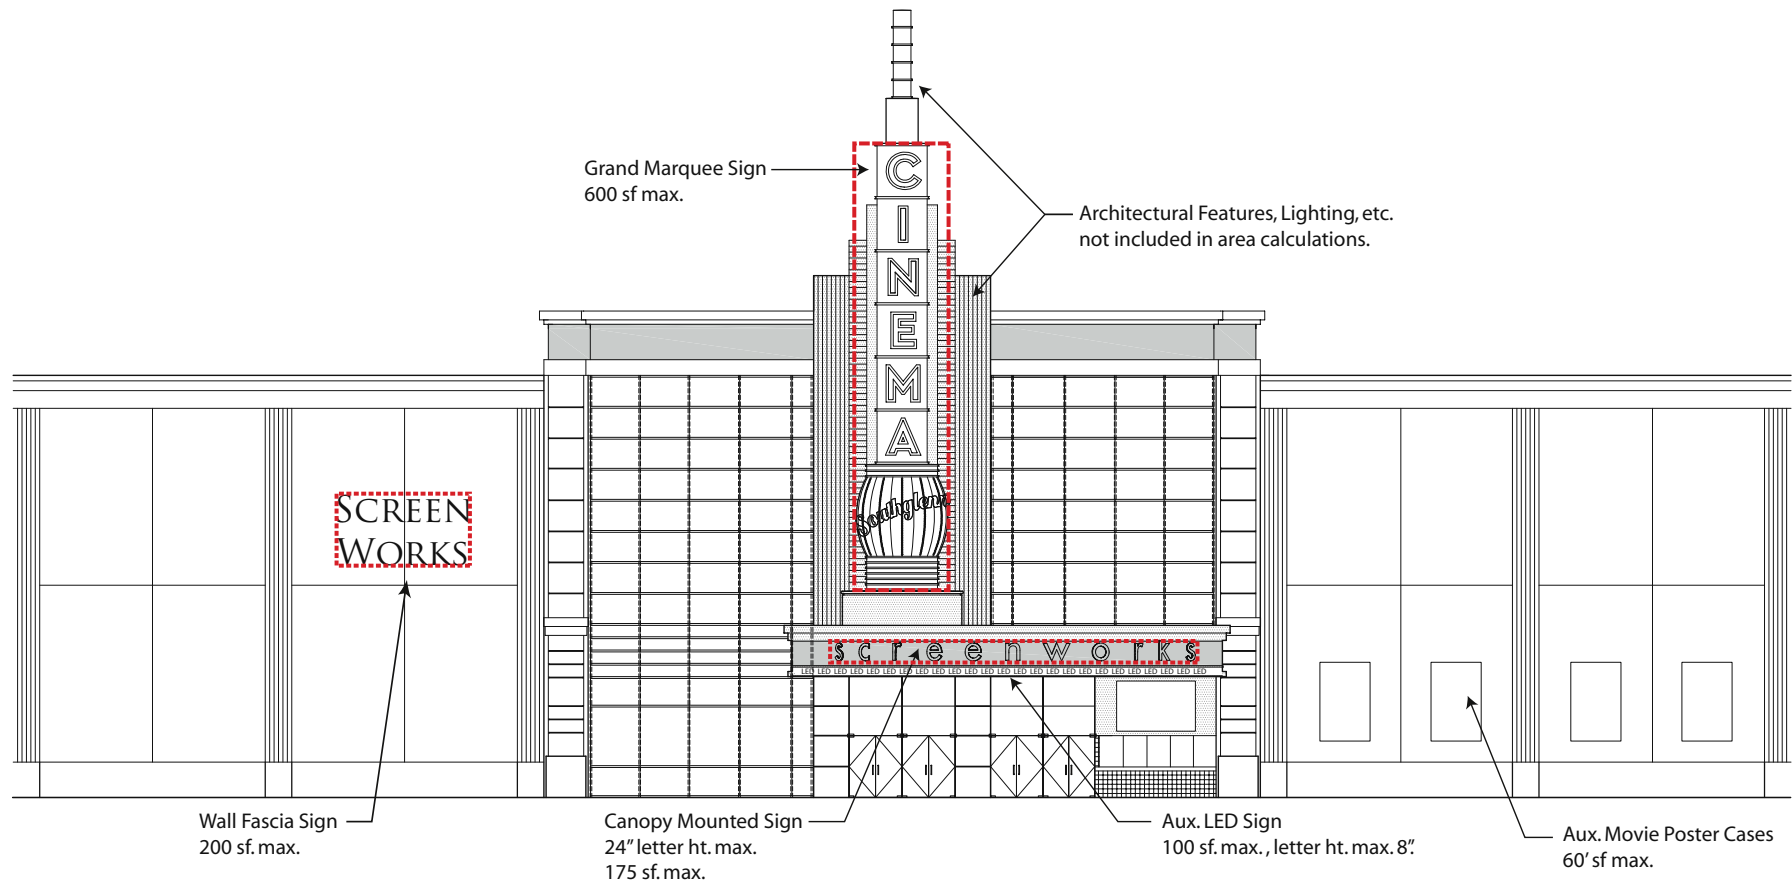 Grand Marquee Sign
600 sf max.
Architectural Features, Lighting, etc.
not included in area calculations.
C
I
N
E
M
A
Southglenn
SCREEN
WORKS
screenworks
LED LED LED LED LED LED LED LED LED LED LED LED LED LED LED LED LED LED LED LED LED LED LED LED LED
Wall Fascia Sign
200 sf. max.
Canopy Mounted Sign
24" letter ht. max.
175 sf. max.
Aux. LED Sign
100 sf. max. , letter ht. max. 8".
Aux. Movie Poster Cases
60' sf max.